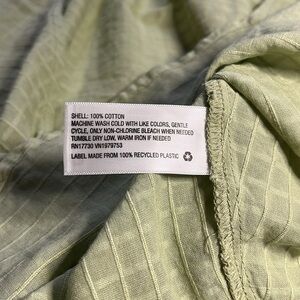 SHELL: 100% COTTON
MACHINE WASH COLD WITH LIKE COLORS, GENTLE
CYCLE, ONLY NON-CHLORINE BLEACH WHEN NEEDED
TUMBLE DRY LOW, WARM IRON IF NEEDED
RN17730 VN1979753
LABEL MADE FROM 100% RECYCLED PLASTIC